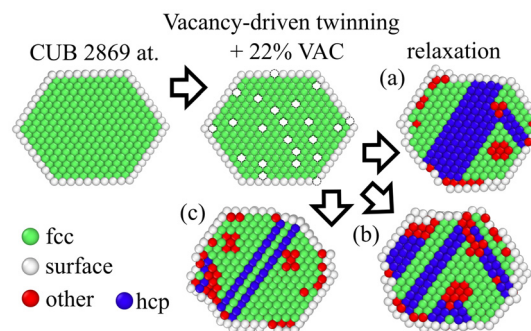 Vacancy-driven twinning
CUB 2869 at.
+ 22% VAC
relaxation
(a)
(c)
(b)
fcc
surface
other
hcp